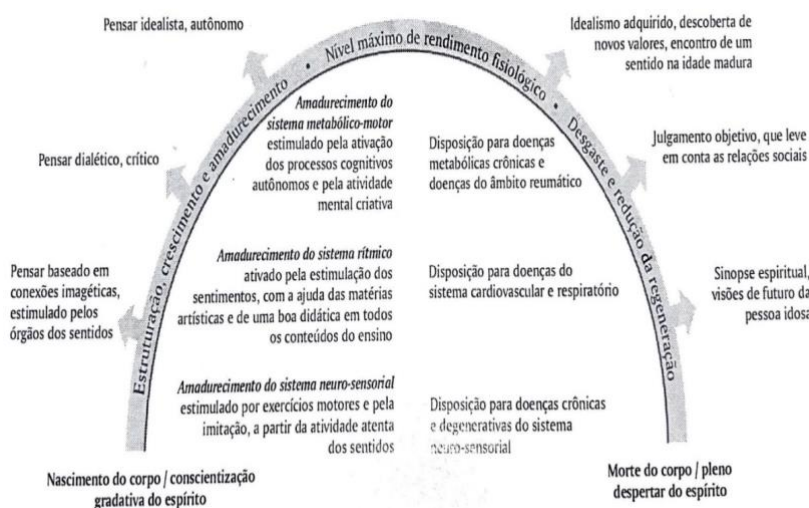 Pensar idealista, autônomo
Pensar dialético, crítico
Pensar baseado em
conexões imagéticas,
estimulado pelos
órgãos dos sentidos
Estruturação, crescimento e amadurecimento • Nível máximo de rendimento fisiológico • Desgaste e redução da regeneração
Amadurecimento do
sistema metabólico-motor
estimulado pela ativação
dos processos cognitivos
autônomos e pela atividade
mental criativa
Amadurecimento do sistema rítmico
ativado pela estimulação dos
sentimentos, com a ajuda das matérias
artísticas e de uma boa didática em todos
os conteúdos do ensino
Amadurecimento do sistema neuro-sensorial
estimulado por exercícios motores e pela
imitação, a partir da atividade atenta
dos sentidos
Disposição para doenças
metabólicas crônicas e
doenças do âmbito reumático
Disposição para doenças do
sistema cardiovascular e respiratório
Disposição para doenças crônicas
e degenerativas do sistema
neuro-sensorial
Idealismo adquirido, descoberta de
novos valores, encontro de um
sentido na idade madura
Julgamento objetivo, que leve
em conta as relações sociais
Sinopse espiritual,
visões de futuro da
pessoa idosa
Nascimento do corpo / conscientização
gradativa do espírito
Morte do corpo / pleno
despertar do espírito